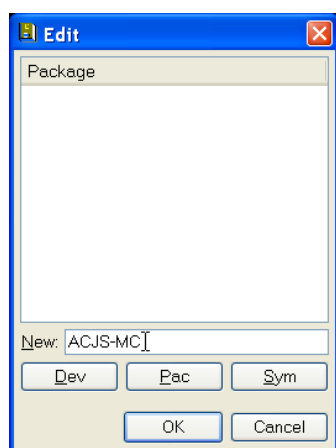 Edit
Package
New: ACJS-MC
Dev Pac Sym
OK Cancel